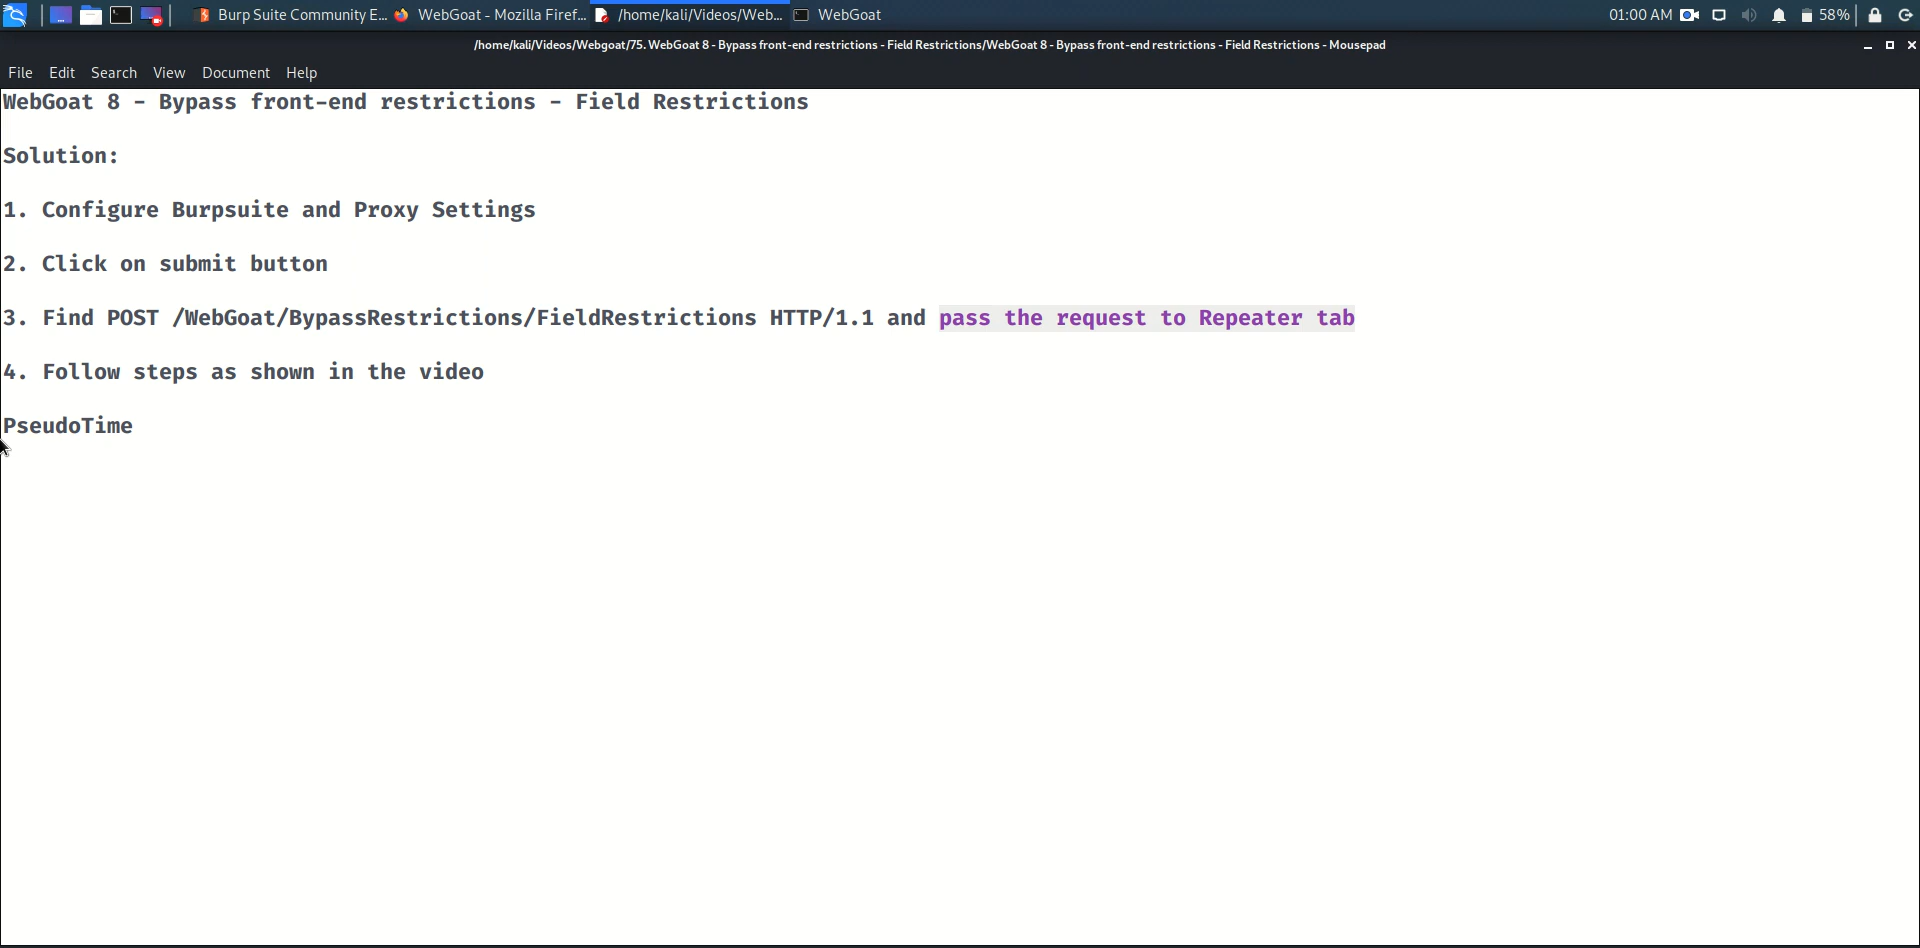 Burp Suite Community E... WebGoat - Mozilla Firef... /home/kali/Videos/Web... WebGoat 01:00 AM 58%
/home/kali/Videos/Webgoat/75. WebGoat 8 - Bypass front-end restrictions - Field Restrictions/WebGoat 8 - Bypass front-end restrictions - Field Restrictions - Mousepad
File Edit Search View Document Help
WebGoat 8 - Bypass front-end restrictions - Field Restrictions
Solution:
1. Configure Burpsuite and Proxy Settings
2. Click on submit button
3. Find POST /WebGoat/BypassRestrictions/FieldRestrictions HTTP/1.1 and pass the request to Repeater tab
4. Follow steps as shown in the video
PseudoTime